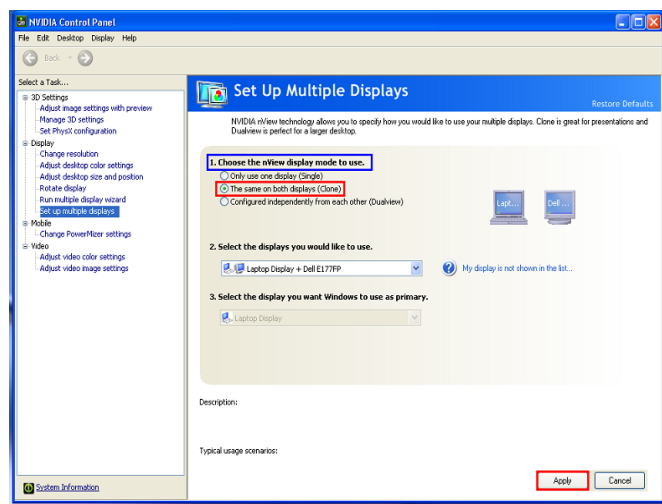 NVIDIA Control Panel
File Edit Desktop Display Help
Back
Select a Task...
3D Settings
Adjust image settings with preview
Manage 3D settings
Set PhysX configuration
Display
Change resolution
Adjust desktop color settings
Adjust desktop size and position
Rotate display
Run multiple display wizard
Set up multiple displays
Mobile
Change PowerMizer settings
Video
Adjust video color settings
Adjust video image settings
System Information
Set Up Multiple Displays
Restore Defaults
NVIDIA nView technology allows you to specify how you would like to use your multiple displays. Clone is great for presentations and
Dualview is perfect for a larger desktop.
1. Choose the nView display mode to use.
Only use one display (Single)
The same on both displays (Clone)
Configured independently from each other (Dualview)
Lapt... Dell ...
2. Select the displays you would like to use.
Laptop Display + Dell E177FP
My display is not shown in the list...
3. Select the display you want Windows to use as primary.
Laptop Display
Description:
Typical usage scenarios:
Apply Cancel